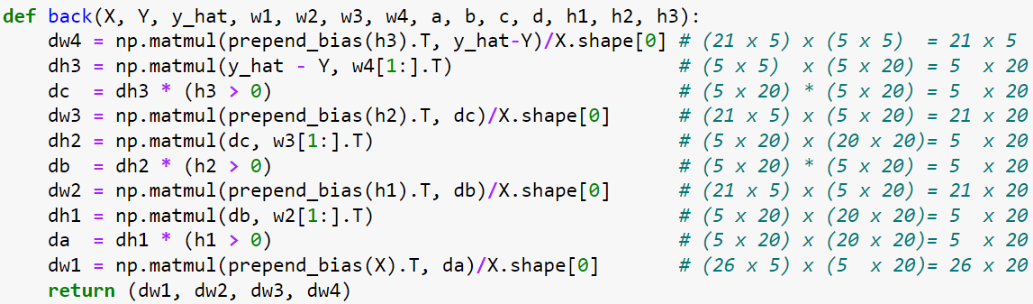 def back(X, Y, y_hat, w1, w2, w3, w4, a, b, c, d, h1, h2, h3):
    dw4 = np.matmul(prepend_bias(h3).T, y_hat-Y)/X.shape[0] # (21 x 5) x (5 x 5)  = 21 x 5
    dh3 = np.matmul(y_hat - Y, w4[1:].T)                    # (5 x 5)  x (5 x 20) = 5  x 20
    dc  = dh3 * (h3 > 0)                                    # (5 x 20) * (5 x 20) = 5  x 20
    dw3 = np.matmul(prepend_bias(h2).T, dc)/X.shape[0]      # (21 x 5) x (5 x 20) = 21 x 20
    dh2 = np.matmul(dc, w3[1:].T)                           # (5 x 20) x (20 x 20)= 5  x 20
    db  = dh2 * (h2 > 0)                                    # (5 x 20) * (5 x 20) = 5  x 20
    dw2 = np.matmul(prepend_bias(h1).T, db)/X.shape[0]      # (21 x 5) x (5 x 20) = 21 x 20
    dh1 = np.matmul(db, w2[1:].T)                           # (5 x 20) x (20 x 20)= 5  x 20
    da  = dh1 * (h1 > 0)                                    # (5 x 20) x (20 x 20)= 5  x 20
    dw1 = np.matmul(prepend_bias(X).T, da)/X.shape[0]       # (26 x 5) x (5  x 20)= 26 x 20
    return (dw1, dw2, dw3, dw4)